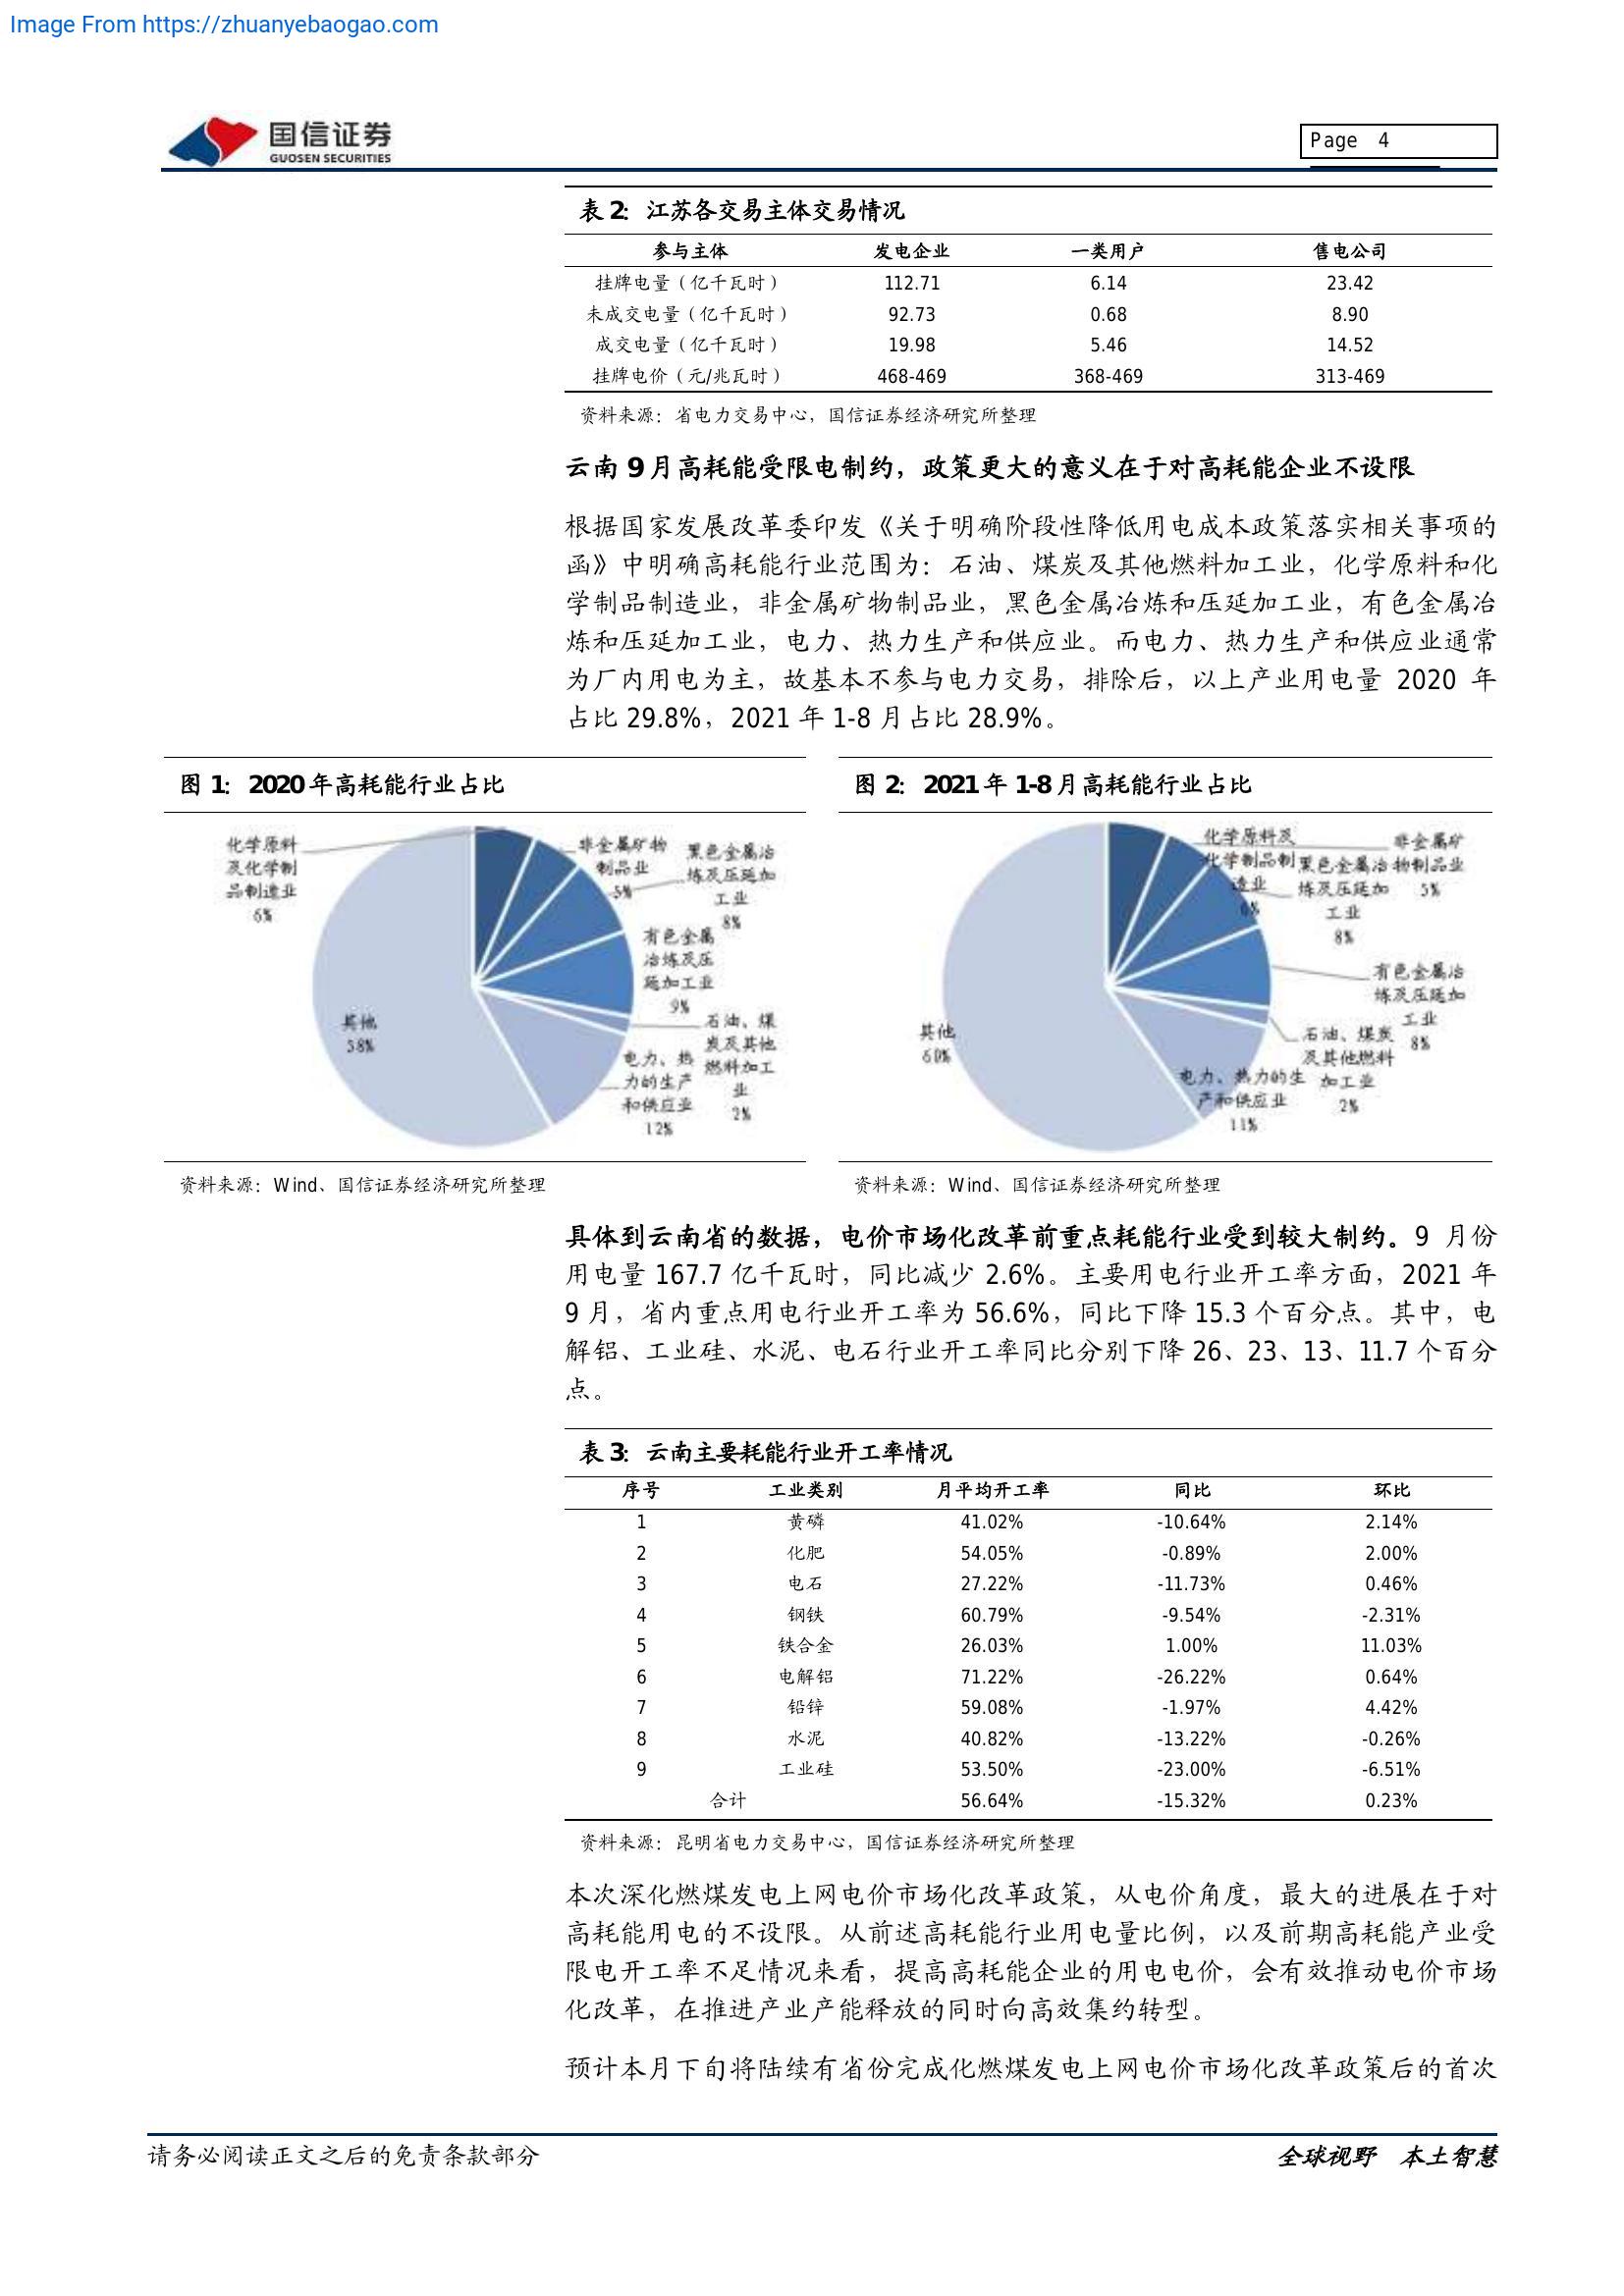 Image From https://zhuanyebaogao.com
国信证券
GUOSEN SECURITIES
Page 4
表 2：江苏各交易主体交易情况
参与主体 发电企业 一类用户 售电公司
挂牌电量（亿千瓦时） 112.71 6.14 23.42
未成交电量（亿千瓦时） 92.73 0.68 8.90
成交电量（亿千瓦时） 19.98 5.46 14.52
挂牌电价（元/兆瓦时） 468-469 368-469 313-469
资料来源：省电力交易中心，国信证券经济研究所整理
云南 9 月高耗能受限电制约，政策更大的意义在于对高耗能企业不设限
根据国家发展改革委印发《关于明确阶段性降低用电成本政策落实相关事项的
函》中明确高耗能行业范围为：石油、煤炭及其他燃料加工业，化学原料和化
学制品制造业，非金属矿物制品业，黑色金属冶炼和压延加工业，有色金属冶
炼和压延加工业，电力、热力生产和供应业。而电力、热力生产和供应业通常
为厂内用电为主，故基本不参与电力交易，排除后，以上产业用电量 2020 年
占比 29.8%，2021 年 1-8 月占比 28.9%。
图 1：2020 年高耗能行业占比
化学原料
及化学制
品制造业
6%
非金属矿物
制品业
5%
黑色金属冶
炼及压延加
工业
8%
有色金属
冶炼及压
延加工业
9%
石油、煤
炭及其他
燃料加工
业
2%
电力、热
力的生产
和供应业
12%
其他
58%
资料来源：Wind、国信证券经济研究所整理
图 2：2021 年 1-8 月高耗能行业占比
化学原料及
化学制品制
造业
6%
非金属矿
物制品业
5%
黑色金属冶
炼及压延加
工业
8%
有色金属冶
炼及压延加
工业
8%
石油、煤炭
及其他燃料
加工业
2%
电力、热力的生
产和供应业
11%
其他
60%
资料来源：Wind、国信证券经济研究所整理
具体到云南省的数据，电价市场化改革前重点耗能行业受到较大制约。9 月份
用电量 167.7 亿千瓦时，同比减少 2.6%。主要用电行业开工率方面，2021 年
9 月，省内重点用电行业开工率为 56.6%，同比下降 15.3 个百分点。其中，电
解铝、工业硅、水泥、电石行业开工率同比分别下降 26、23、13、11.7 个百分
点。
表 3：云南主要耗能行业开工率情况
序号 工业类别 月平均开工率 同比 环比
1 黄磷 41.02% -10.64% 2.14%
2 化肥 54.05% -0.89% 2.00%
3 电石 27.22% -11.73% 0.46%
4 钢铁 60.79% -9.54% -2.31%
5 铁合金 26.03% 1.00% 11.03%
6 电解铝 71.22% -26.22% 0.64%
7 铅锌 59.08% -1.97% 4.42%
8 水泥 40.82% -13.22% -0.26%
9 工业硅 53.50% -23.00% -6.51%
合计 56.64% -15.32% 0.23%
资料来源：昆明省电力交易中心，国信证券经济研究所整理
本次深化燃煤发电上网电价市场化改革政策，从电价角度，最大的进展在于对
高耗能用电的不设限。从前述高耗能行业用电量比例，以及前期高耗能产业受
限电开工率不足情况来看，提高高耗能企业的用电电价，会有效推动电价市场
化改革，在推进产业产能释放的同时向高效集约转型。
预计本月下旬将陆续有省份完成化燃煤发电上网电价市场化改革政策后的首次
请务必阅读正文之后的免责条款部分
全球视野 本土智慧